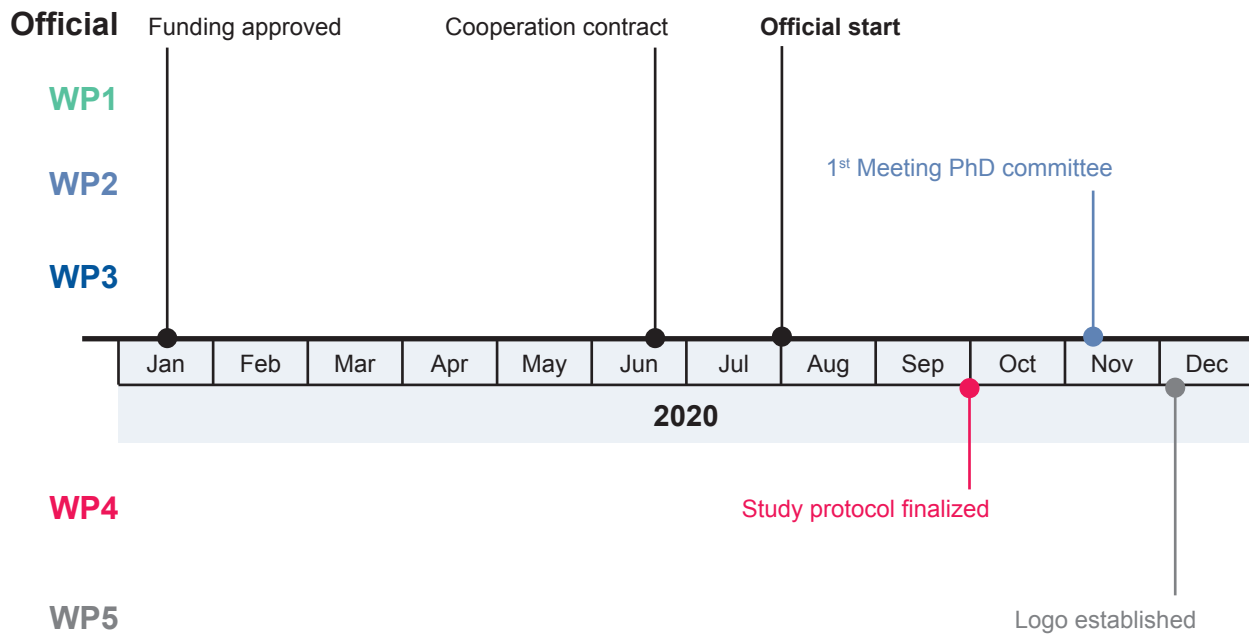 Official Funding approved Cooperation contract Official start
WP1
1st Meeting PhD committee
WP2
WP3
Jan Feb Mar Apr May Jun Jul Aug Sep Oct Nov Dec
2020
WP4 Study protocol finalized
WP5 Logo established